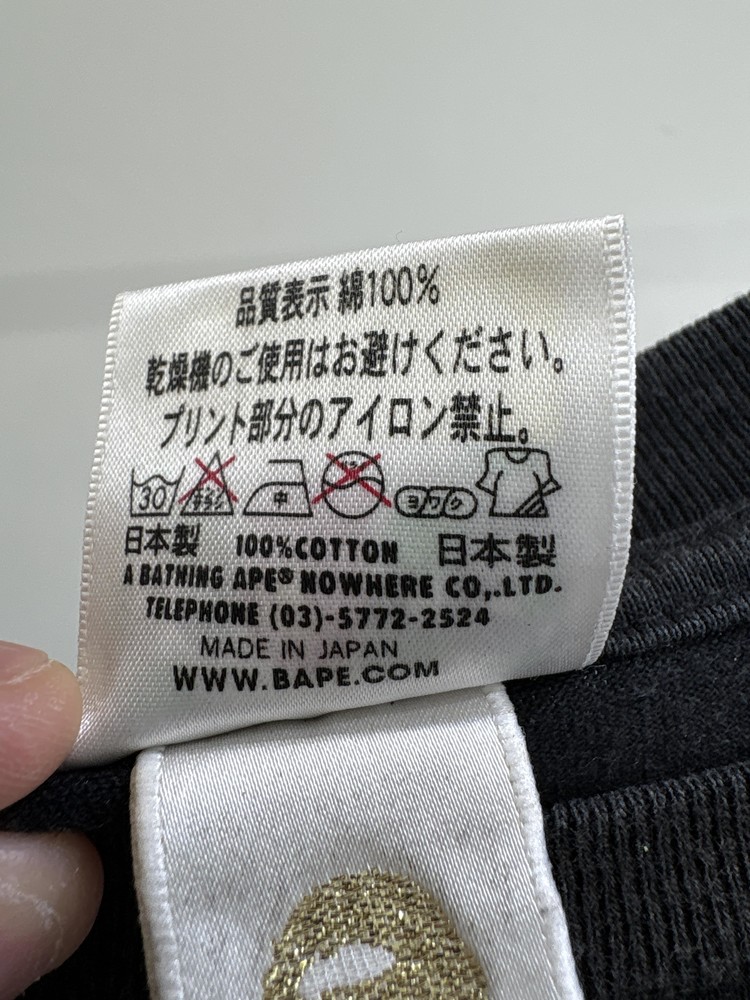 品質表示 綿100%
乾燥機のご使用はお避けください。
プリント部分のアイロン禁止。
30 中 ヨワク
日本製 100%COTTON 日本製
A BATHING APE® NOWHERE CO,.LTD.
TELEPHONE (03)-5772-2524
MADE IN JAPAN
WWW.BAPE.COM